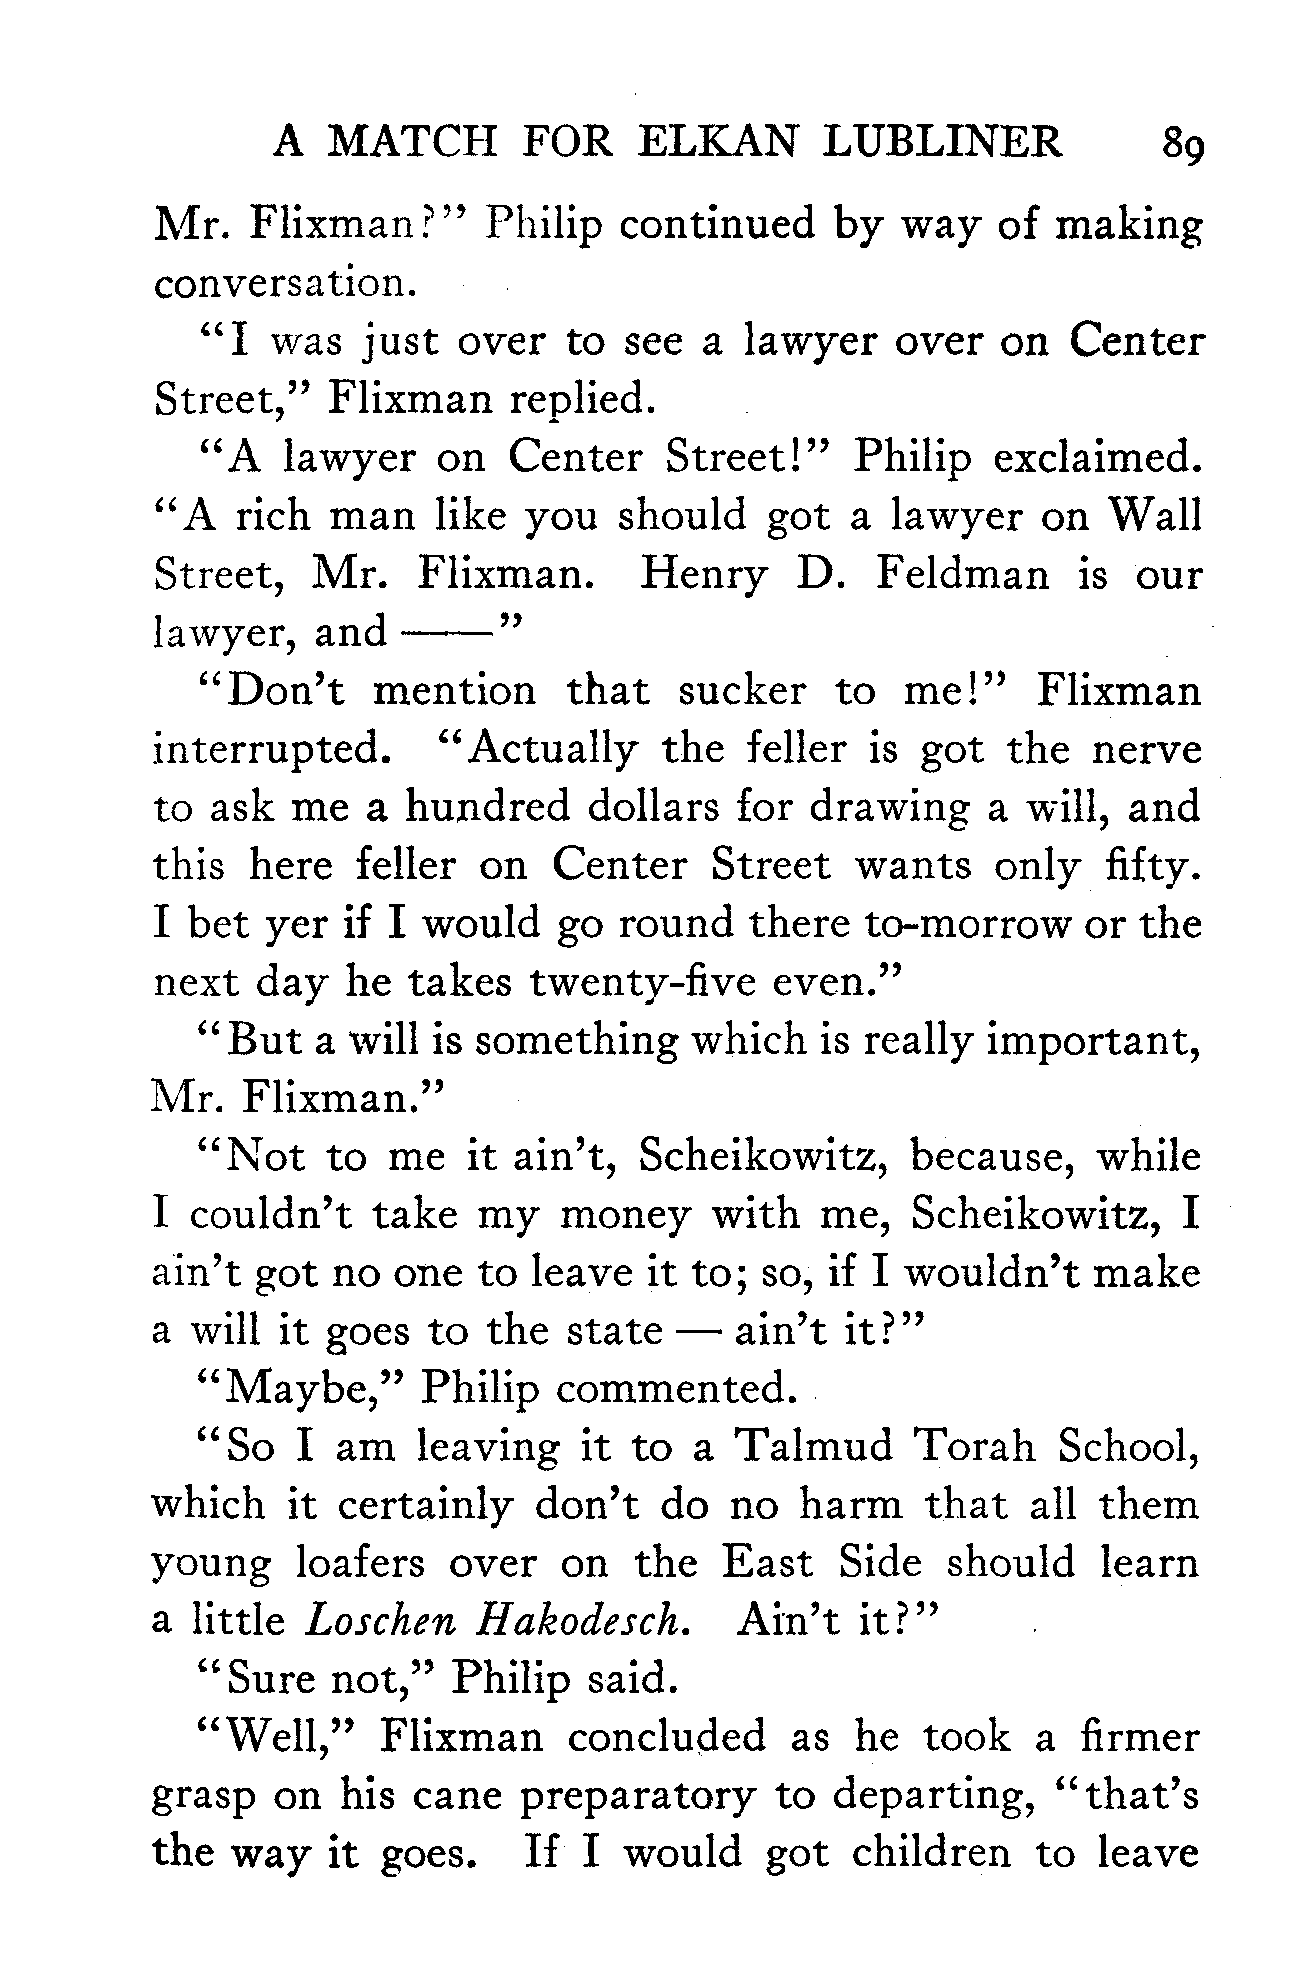 A MATCH FOR ELKAN LUBLINER 89
Mr. Flixman?" Philip continued by way of making
conversation.
"I was just over to see a lawyer over on Center
Street," Flixman replied.
"A lawyer on Center Street!" Philip exclaimed.
"A rich man like you should got a lawyer on Wall
Street, Mr. Flixman. Henry D. Feldman is our
lawyer, and ——"
"Don't mention that sucker to me!" Flixman
interrupted. "Actually the feller is got the nerve
to ask me a hundred dollars for drawing a will, and
this here feller on Center Street wants only fifty.
I bet yer if I would go round there to-morrow or the
next day he takes twenty-five even."
"But a will is something which is really important,
Mr. Flixman."
"Not to me it ain't, Scheikowitz, because, while
I couldn't take my money with me, Scheikowitz, I
ain't got no one to leave it to; so, if I wouldn't make
a will it goes to the state — ain't it?"
"Maybe," Philip commented.
"So I am leaving it to a Talmud Torah School,
which it certainly don't do no harm that all them
young loafers over on the East Side should learn
a little Loschen Hakodesch. Ain't it?"
"Sure not," Philip said.
"Well," Flixman concluded as he took a firmer
grasp on his cane preparatory to departing, "that's
the way it goes. If I would got children to leave